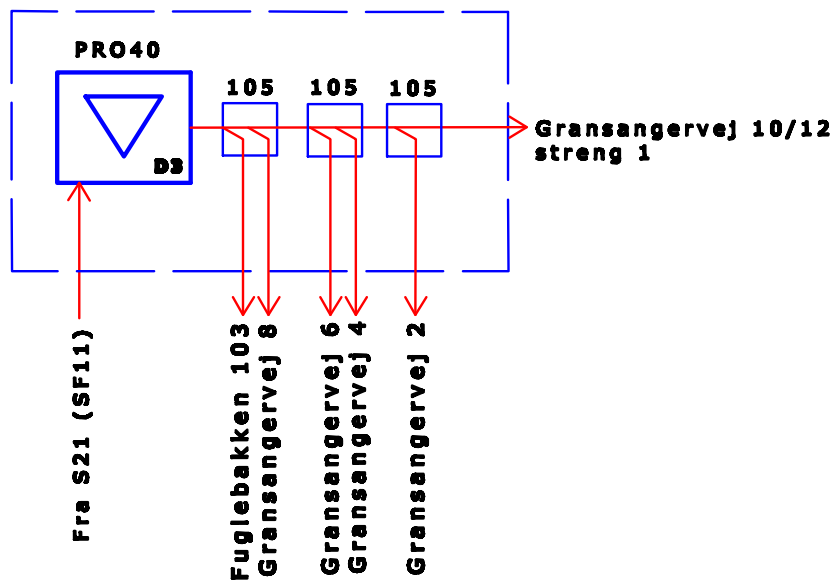 PRO40
105
105
105
D3
Gransangervej 10/12
streng 1
Fra S21 (SF11)
Fuglebakken 103
Gransangervej 8
Gransangervej 6
Gransangervej 4
Gransangervej 2